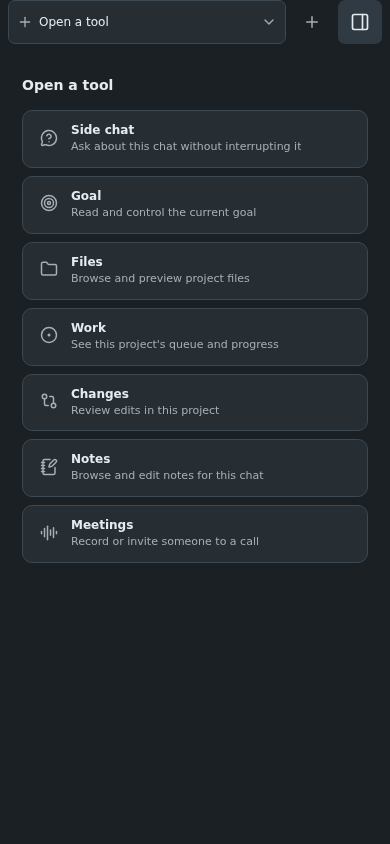 Open a tool
Open a tool
Side chat
Ask about this chat without interrupting it
Goal
Read and control the current goal
Files
Browse and preview project files
Work
See this project's queue and progress
Changes
Review edits in this project
Notes
Browse and edit notes for this chat
Meetings
Record or invite someone to a call